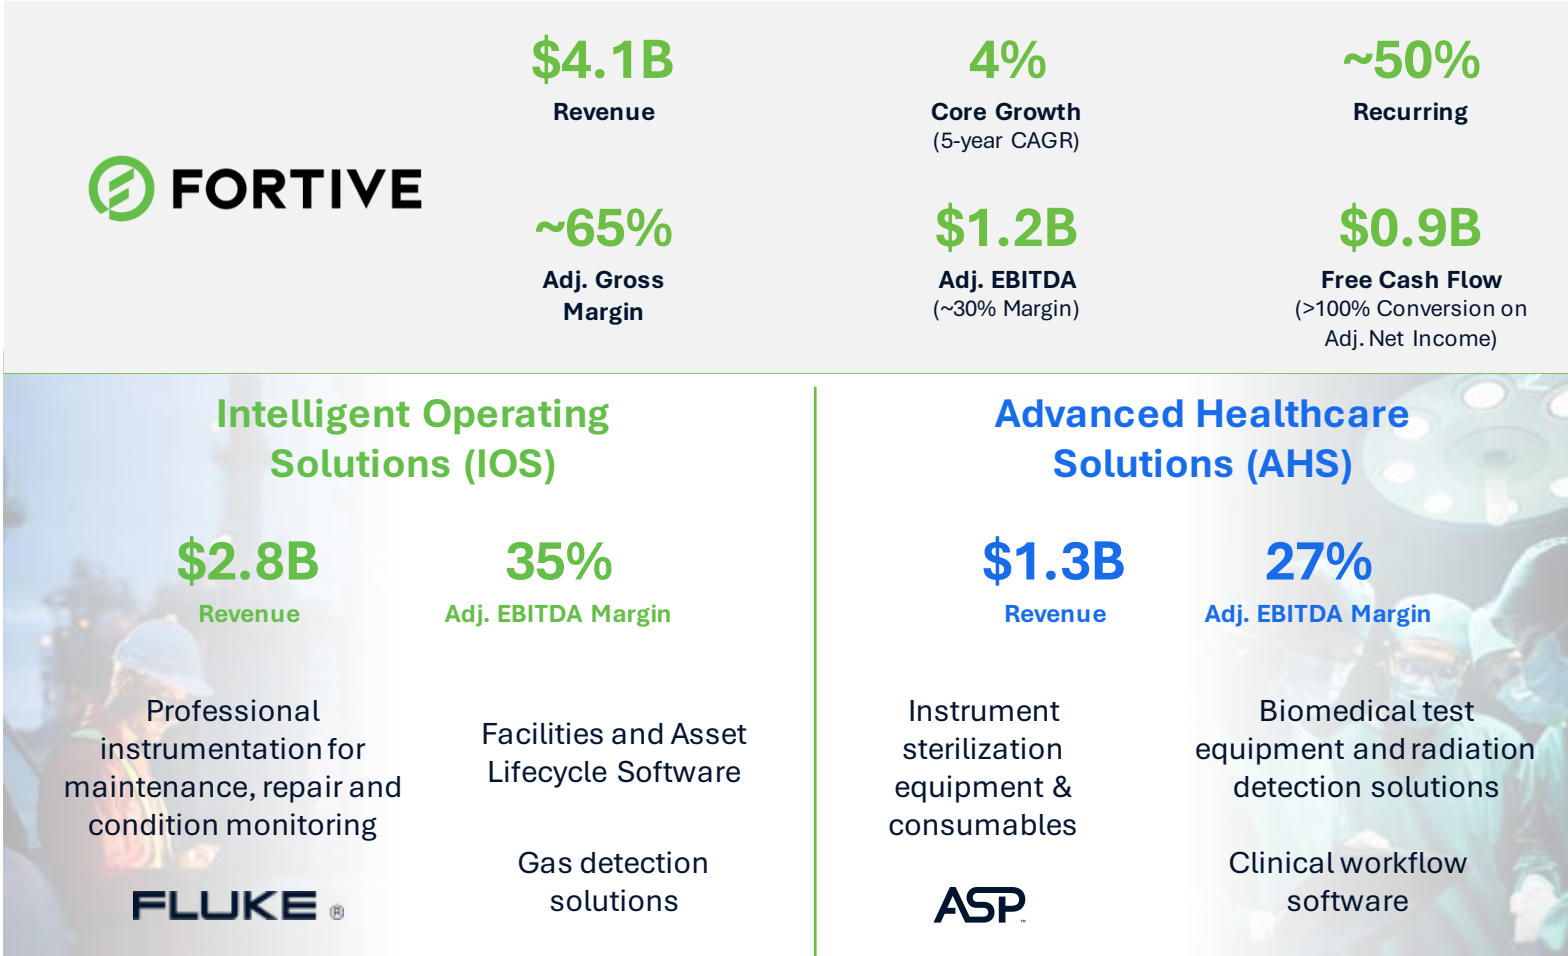 FORTIVE
$4.1B
Revenue
4%
Core Growth
(5-year CAGR)
~50%
Recurring
~65%
Adj. Gross
Margin
$1.2B
Adj. EBITDA
(~30% Margin)
$0.9B
Free Cash Flow
(>100% Conversion on
Adj. Net Income)
Intelligent Operating
Solutions (IOS)
$2.8B
Revenue
35%
Adj. EBITDA Margin
Professional
instrumentation for
maintenance, repair and
condition monitoring
FLUKE ®
Facilities and Asset
Lifecycle Software
Gas detection
solutions
Advanced Healthcare
Solutions (AHS)
$1.3B
Revenue
27%
Adj. EBITDA Margin
Instrument
sterilization
equipment &
consumables
ASP™
Biomedical test
equipment and radiation
detection solutions
Clinical workflow
software